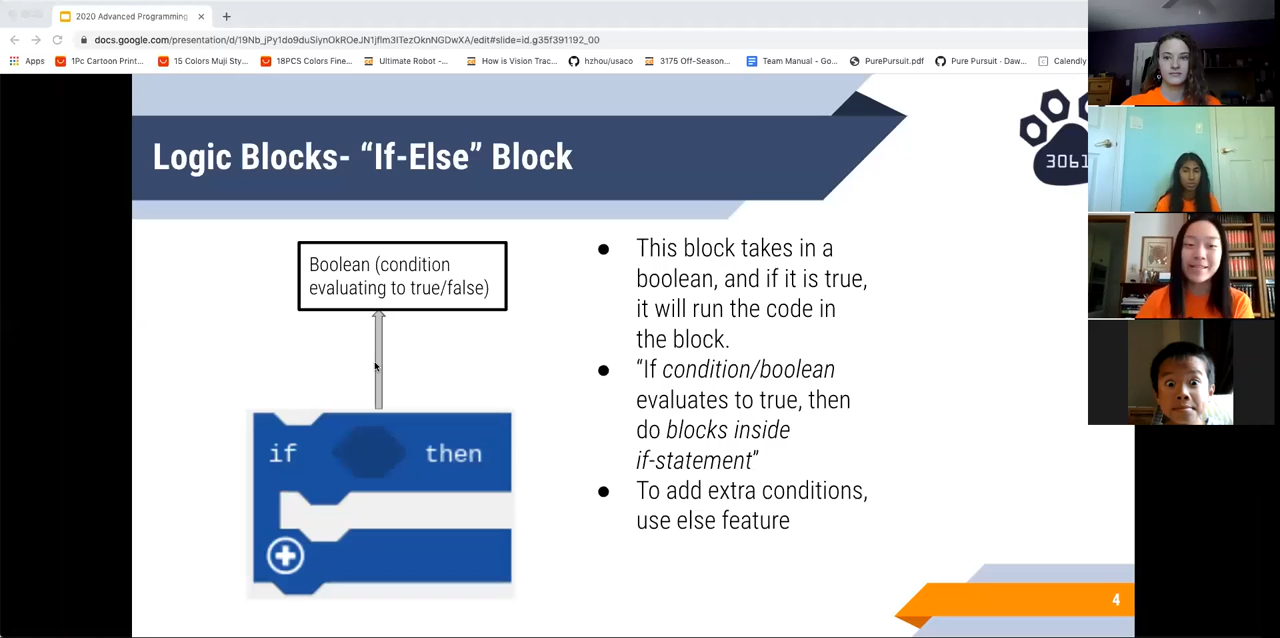 2020 Advanced Programming
docs.google.com/presentation/d/19Nb_jPy1do9duSiynOkROeJN1jflm3ITezOknNGDwXA/edit#slide=id.g35f391192_00
Apps 1Pc Cartoon Print... 15 Colors Muji Sty... 18PCS Colors Fine... Ultimate Robot -... How is Vision Trac... hzhou/usaco 3175 Off-Season... Team Manual - Go... PurePursuit.pdf Pure Pursuit · Daw... Calendly
Logic Blocks- “If-Else” Block
3061
Boolean (condition
evaluating to true/false)
if then
● This block takes in a
boolean, and if it is true,
it will run the code in
the block.
● “If condition/boolean
evaluates to true, then
do blocks inside
if-statement”
● To add extra conditions,
use else feature
4